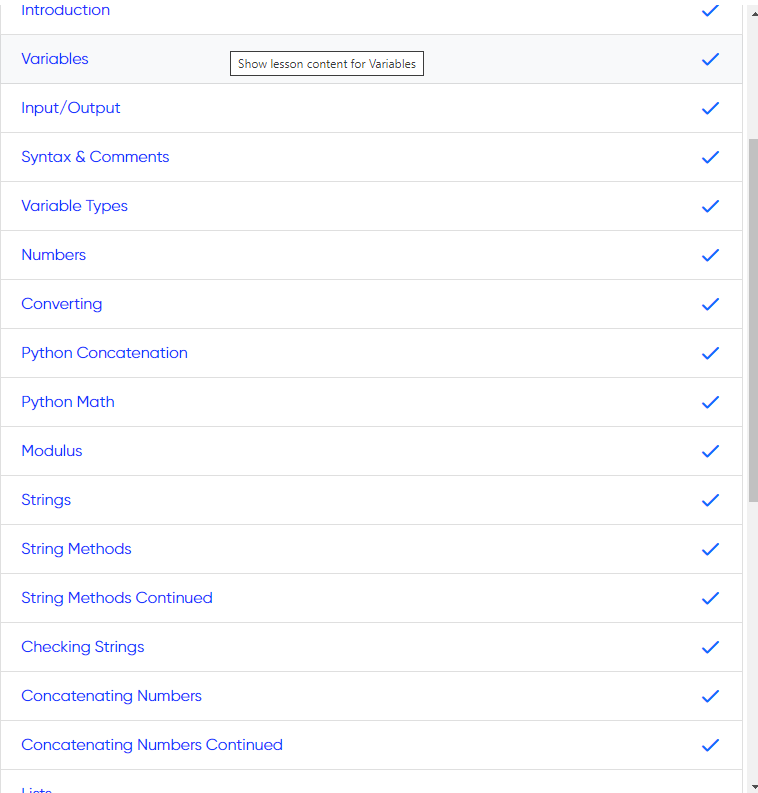 Introduction
Variables
Show lesson content for Variables
Input/Output
Syntax & Comments
Variable Types
Numbers
Converting
Python Concatenation
Python Math
Modulus
Strings
String Methods
String Methods Continued
Checking Strings
Concatenating Numbers
Concatenating Numbers Continued
Lists